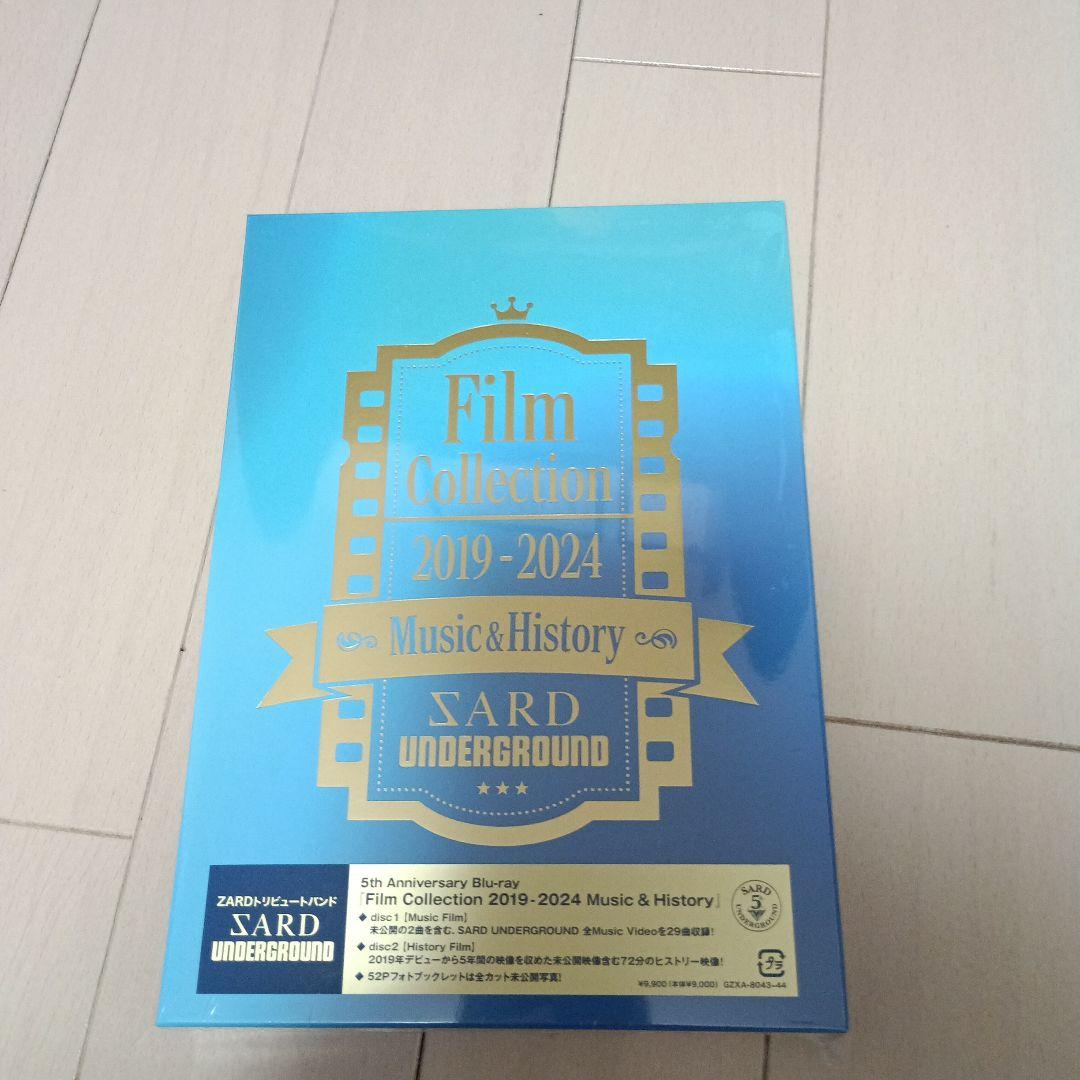 Film
Collection
2019-2024
Music&History
SARD
UNDERGROUND
ZARDトリビュートバンド
SARD
UNDERGROUND
5th Anniversary Blu-ray
『Film Collection 2019-2024 Music & History』
◆ disc1 [Music Film]
未公開の2曲を含む、SARD UNDERGROUND 全Music Videoを29曲収録!
◆ disc2 [History Film]
2019年デビューから5年間の映像を収めた未公開映像含む72分のヒストリー映像!
◆ 52Pフォトブックレットは全カット未公開写真!
SARD
5th
UNDERGROUND
プラ
¥9,900(本体¥9,000) GZXA-8043~44